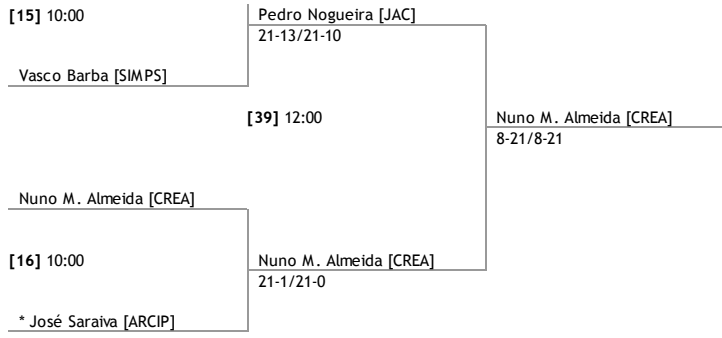 [15] 10:00
Pedro Nogueira [JAC]
21-13/21-10
Vasco Barba [SIMPS]
[39] 12:00
Nuno M. Almeida [CREA]
8-21/8-21
Nuno M. Almeida [CREA]
[16] 10:00
Nuno M. Almeida [CREA]
21-1/21-0
* José Saraiva [ARCIP]